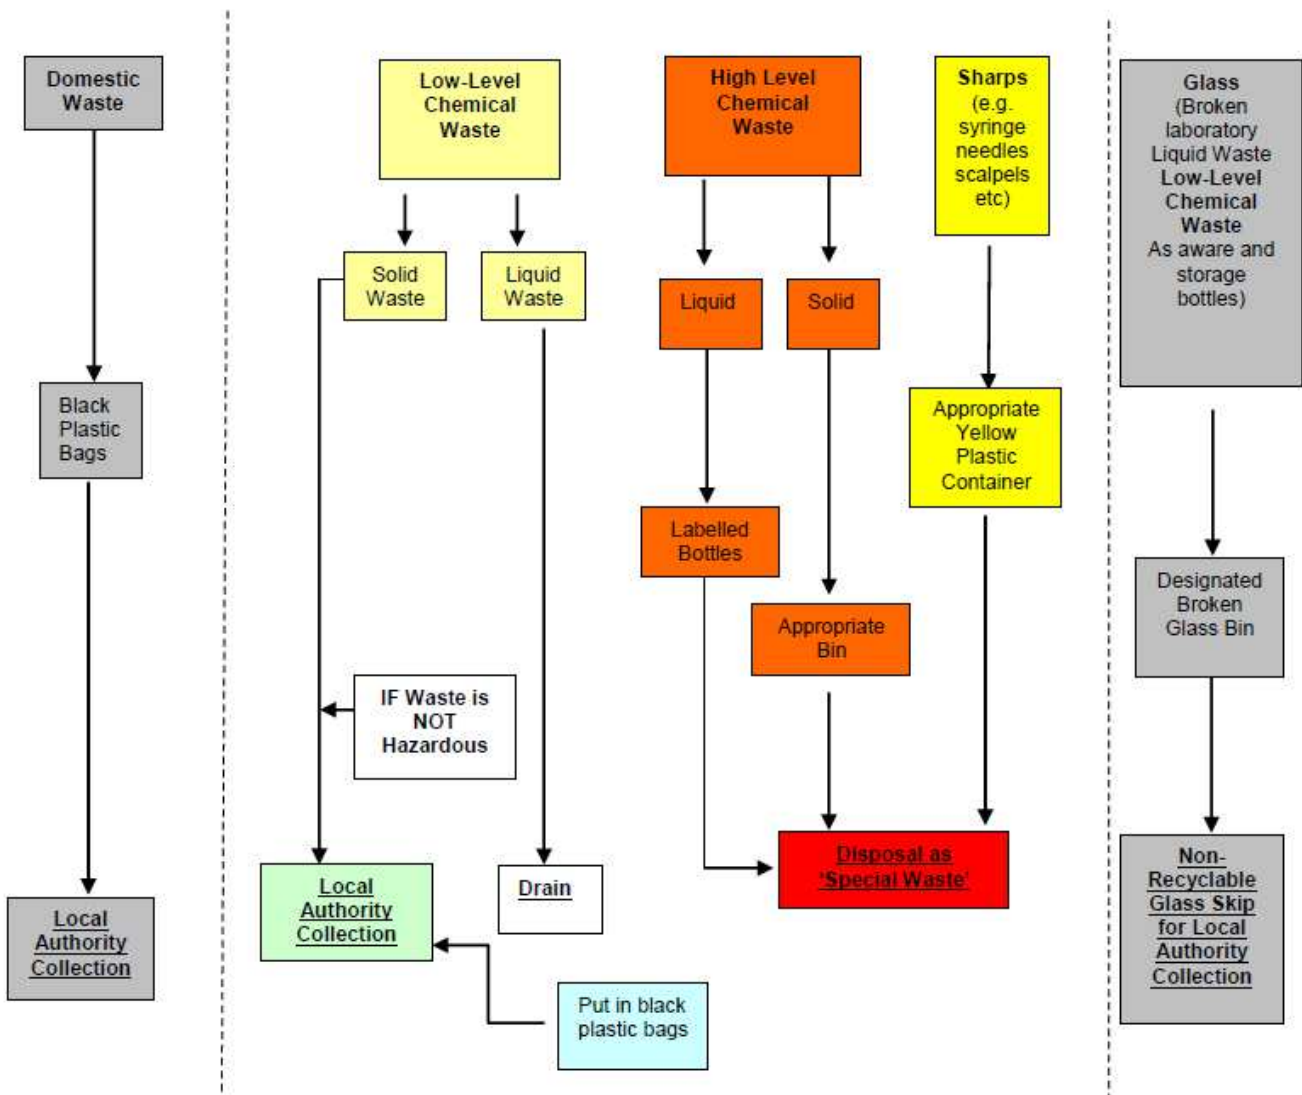 Domestic
Waste
Black
Plastic
Bags
Local
Authority
Collection
Low-Level
Chemical
Waste
Solid
Waste
Liquid
Waste
IF Waste is
NOT
Hazardous
Local
Authority
Collection
Drain
Put in black
plastic bags
High Level
Chemical
Waste
Liquid
Solid
Labelled
Bottles
Appropriate
Bin
Disposal as
'Special Waste'
Sharps
(e.g.
syringe
needles
scalpels
etc)
Appropriate
Yellow
Plastic
Container
Glass
(Broken
laboratory
Liquid Waste
Low-Level
Chemical
Waste
As aware and
storage
bottles)
Designated
Broken
Glass Bin
Non-
Recyclable
Glass Skip
for Local
Authority
Collection